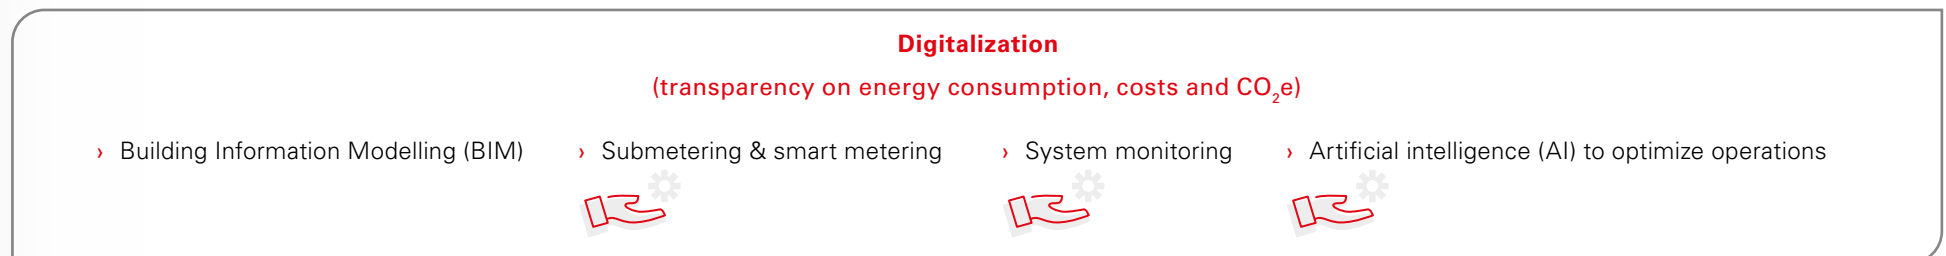 Digitalization
(transparency on energy consumption, costs and CO₂e)
› Building Information Modelling (BIM) › Submetering & smart metering › System monitoring › Artificial intelligence (AI) to optimize operations